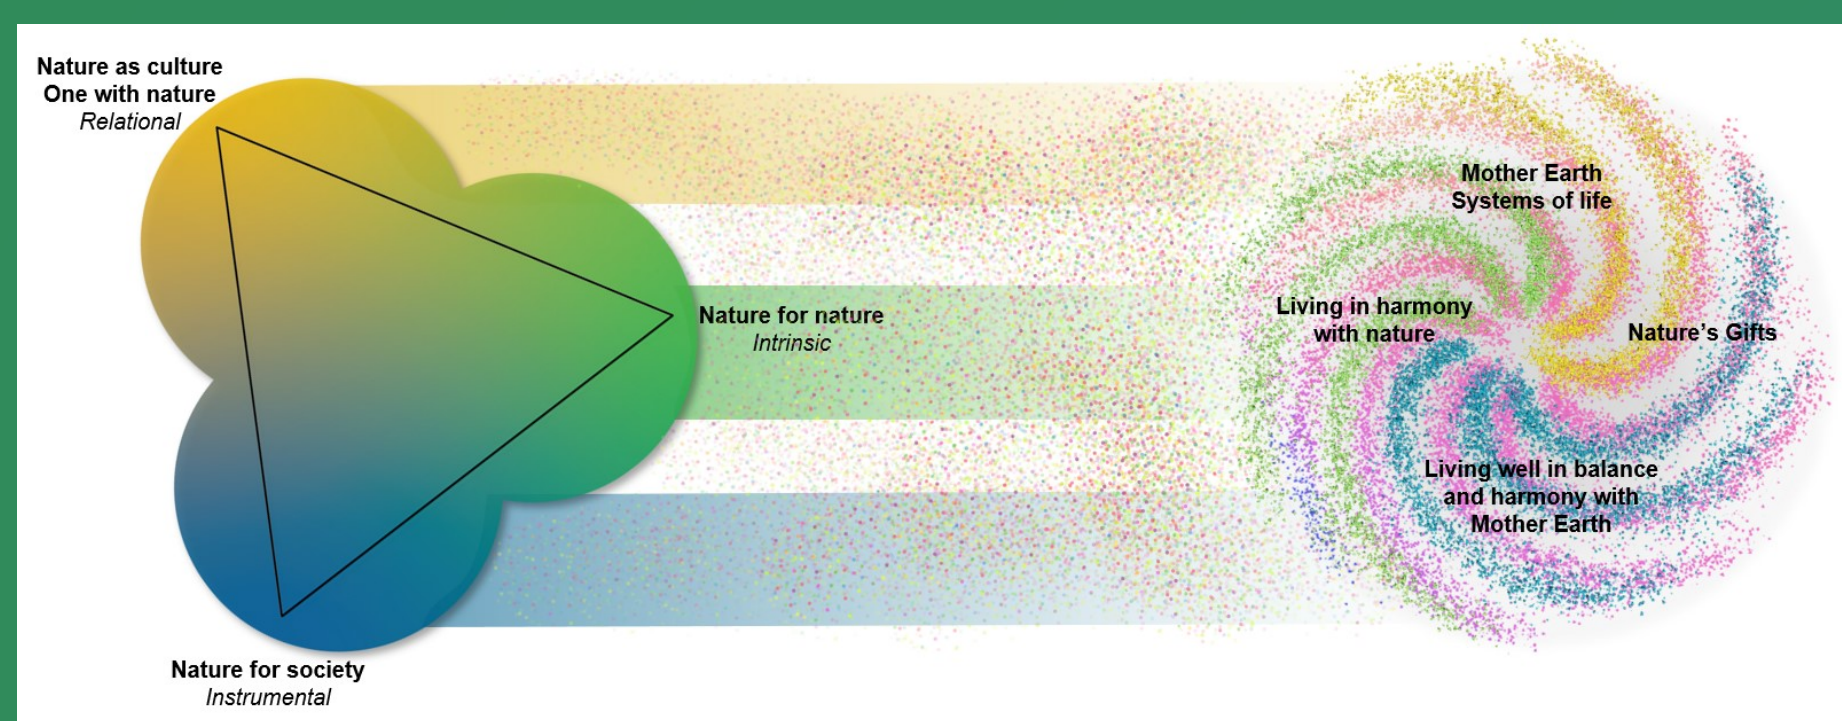 Nature as culture
One with nature
Relational
Nature for nature
Intrinsic
Nature for society
Instrumental
Mother Earth
Systems of life
Living in harmony
with nature
Nature’s Gifts
Living well in balance
and harmony with
Mother Earth